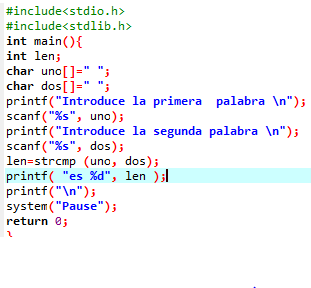 #include<stdio.h>
#include<stdlib.h>
int main(){
int len;
char uno[]=" ";
char dos[]=" ";
printf("Introduce la primera  palabra \n");
scanf("%s", uno);
printf("Introduce la segunda palabra \n");
scanf("%s", dos);
len=strcmp (uno, dos);
printf( "es %d", len );
printf("\n");
system("Pause");
return 0;
}